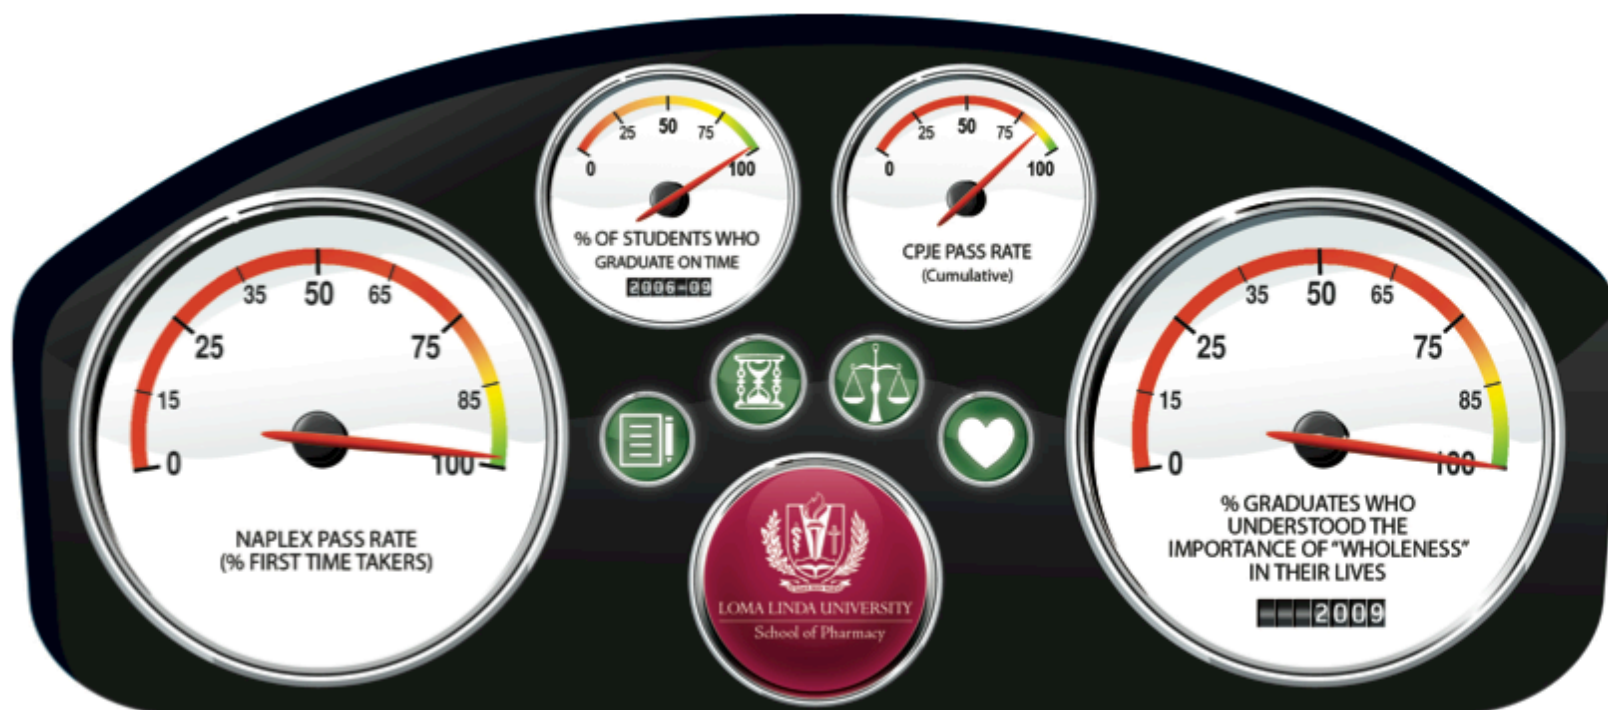 0
15
25
35
50
65
75
85
100
NAPLEX PASS RATE
(% FIRST TIME TAKERS)
0
25
50
75
100
% OF STUDENTS WHO
GRADUATE ON TIME
2006-09
0
25
50
75
100
CPJE PASS RATE
(Cumulative)
0
15
25
35
50
65
75
85
100
% GRADUATES WHO
UNDERSTOOD THE
IMPORTANCE OF "WHOLENESS"
IN THEIR LIVES
2009
LOMA LINDA UNIVERSITY
School of Pharmacy